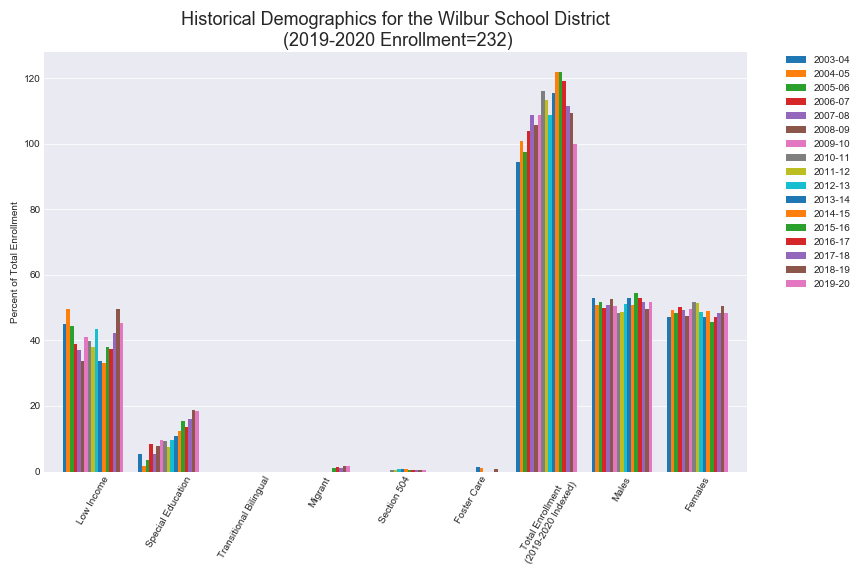 Historical Demographics for the Wilbur School District
(2019-2020 Enrollment=232)
Percent of Total Enrollment
120
100
80
60
40
20
0
Low Income
Special Education
Transitional Bilingual
Migrant
Section 504
Foster Care
Total Enrollment
(2019-2020 Indexed)
Males
Females
2003-04
2004-05
2005-06
2006-07
2007-08
2008-09
2009-10
2010-11
2011-12
2012-13
2013-14
2014-15
2015-16
2016-17
2017-18
2018-19
2019-20